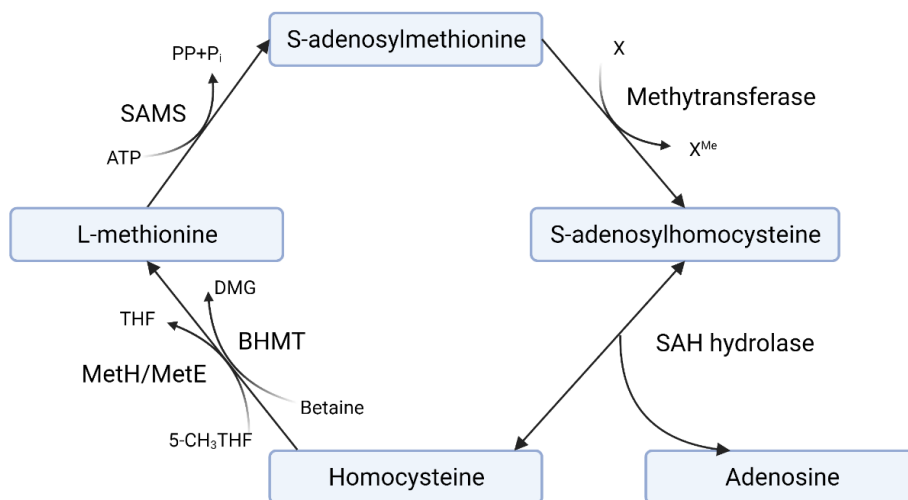 S-adenosylmethionine
PP+Pᵢ
X
SAMS
Methytransferase
ATP
X^Me
L-methionine
S-adenosylhomocysteine
DMG
THF
BHMT
SAH hydrolase
MetH/MetE
Betaine
5-CH₃THF
Homocysteine
Adenosine